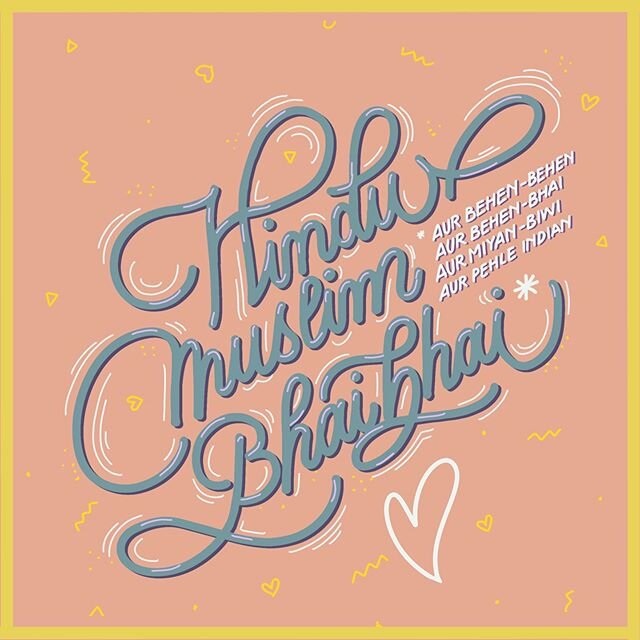 Hindu
muslim
Bhai bhai*
* AUR BEHEN-BEHEN
AUR BEHEN-BHAI
AUR MIYAN-BIWI
AUR PEHLE INDIAN